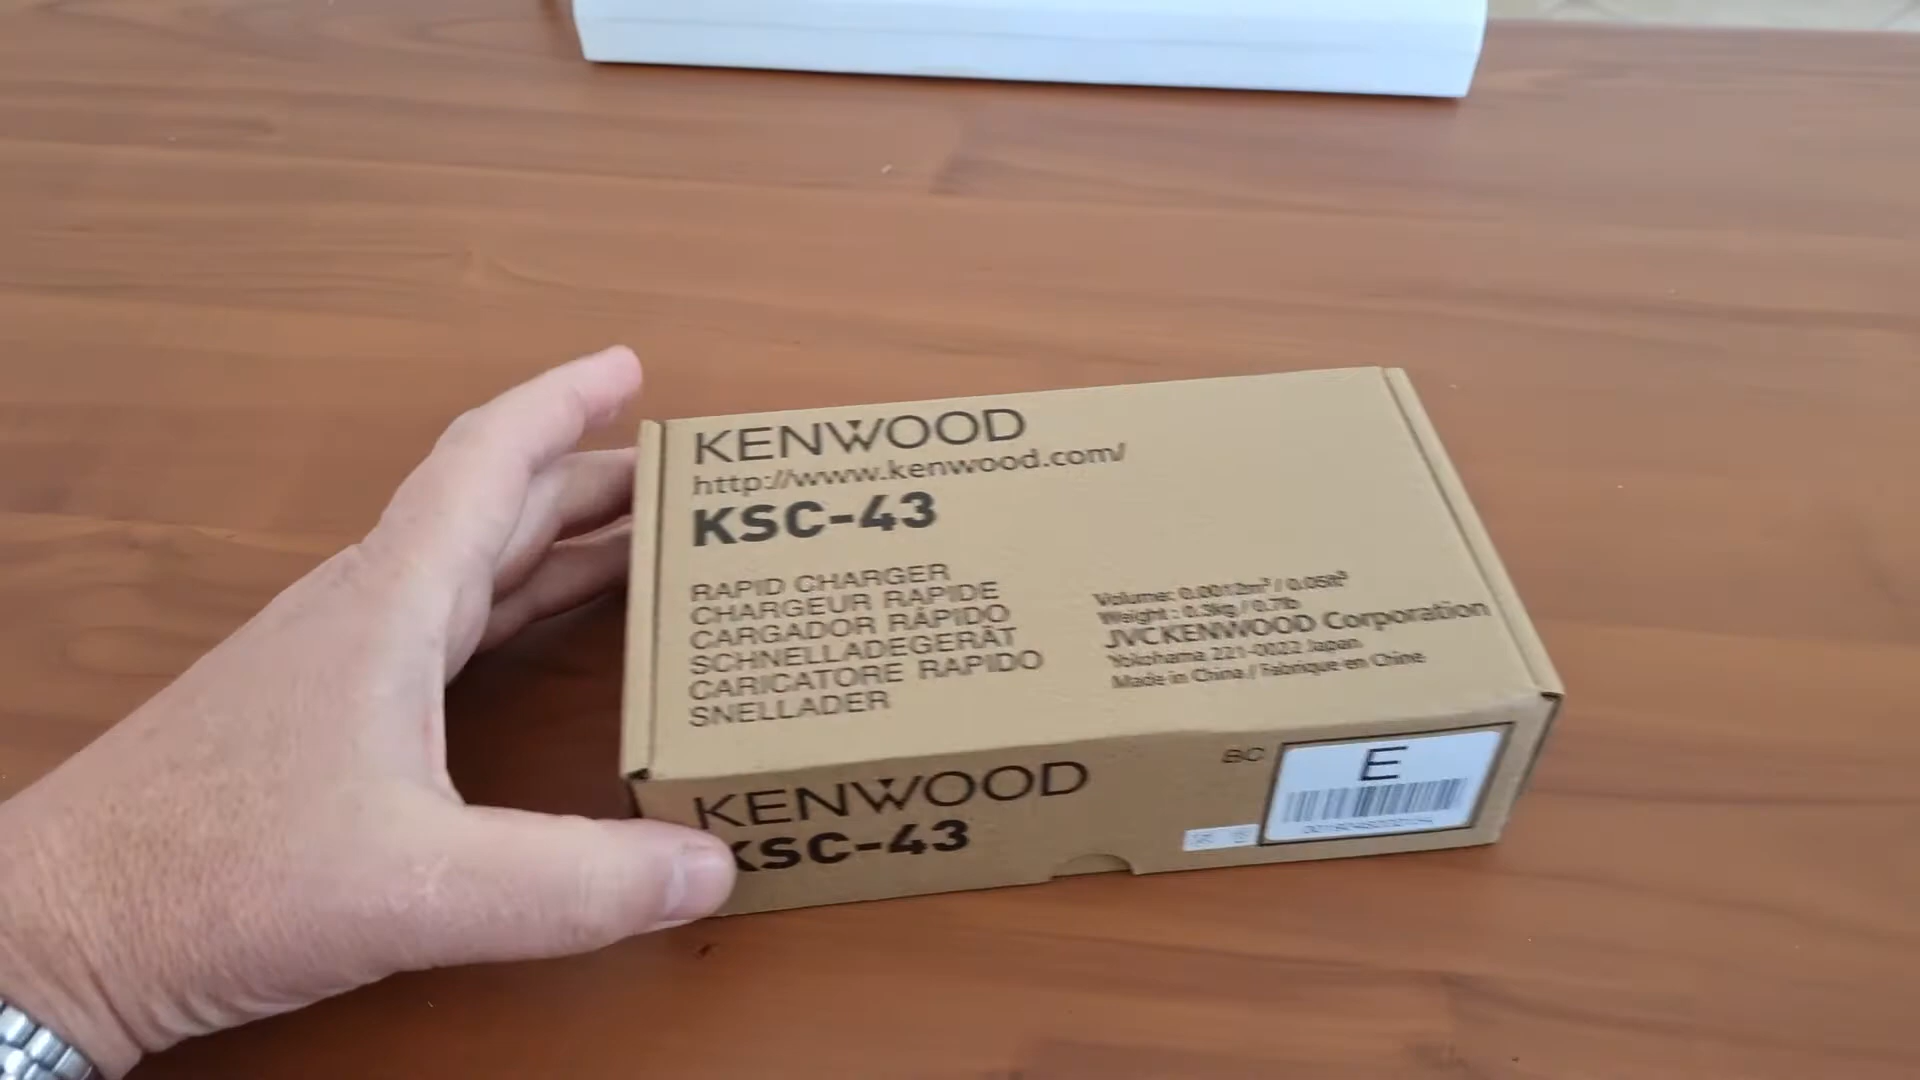 KENWOOD
http://www.kenwood.com/
KSC-43
RAPID CHARGER
CHARGEUR RAPIDE
CARGADOR RÁPIDO
SCHNELLADEGERÄT
CARICATORE RAPIDO
SNELLADER
Volume: 0.0012m³ / 0.05ft³
Weight : 0.3kg / 0.7lb
JVCKENWOOD Corporation
Yokohama 221-0022 Japan
Made in China / Fabriqué en Chine
KENWOOD
KSC-43
E